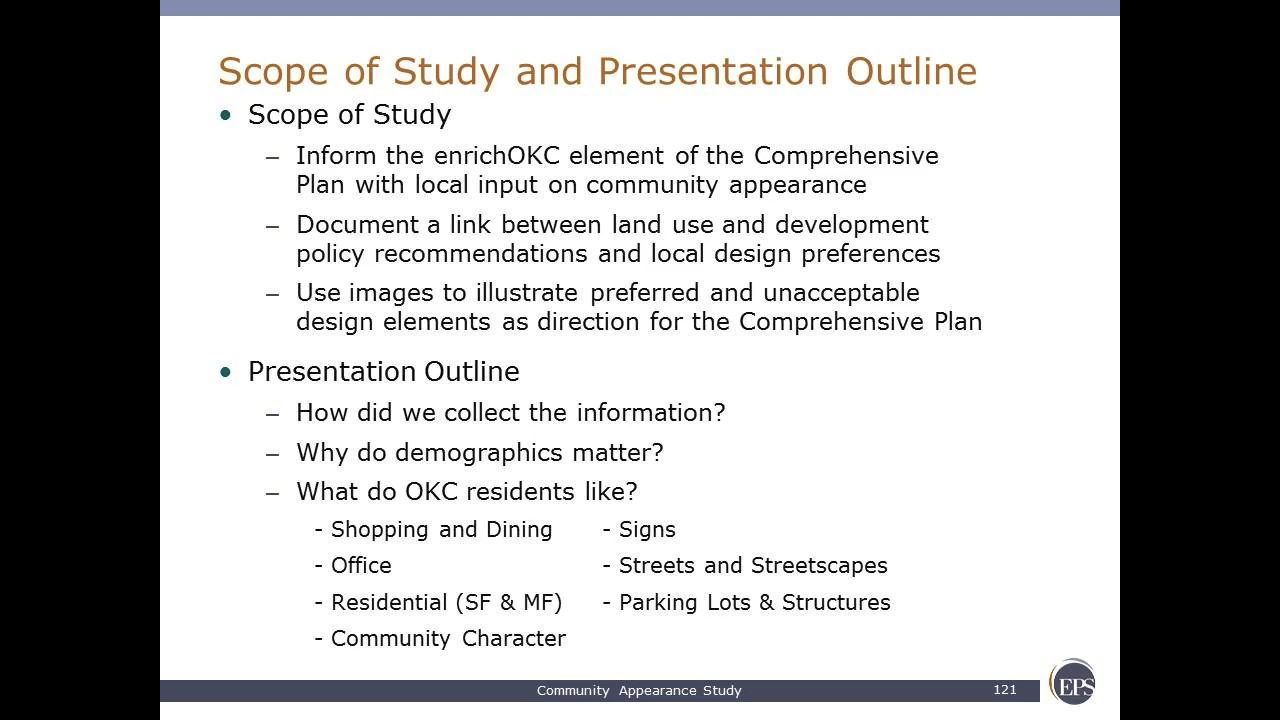 Scope of Study and Presentation Outline
• Scope of Study
– Inform the enrichOKC element of the Comprehensive
Plan with local input on community appearance
– Document a link between land use and development
policy recommendations and local design preferences
– Use images to illustrate preferred and unacceptable
design elements as direction for the Comprehensive Plan
• Presentation Outline
– How did we collect the information?
– Why do demographics matter?
– What do OKC residents like?
- Shopping and Dining - Signs
- Office - Streets and Streetscapes
- Residential (SF & MF) - Parking Lots & Structures
- Community Character
Community Appearance Study 121
EPS